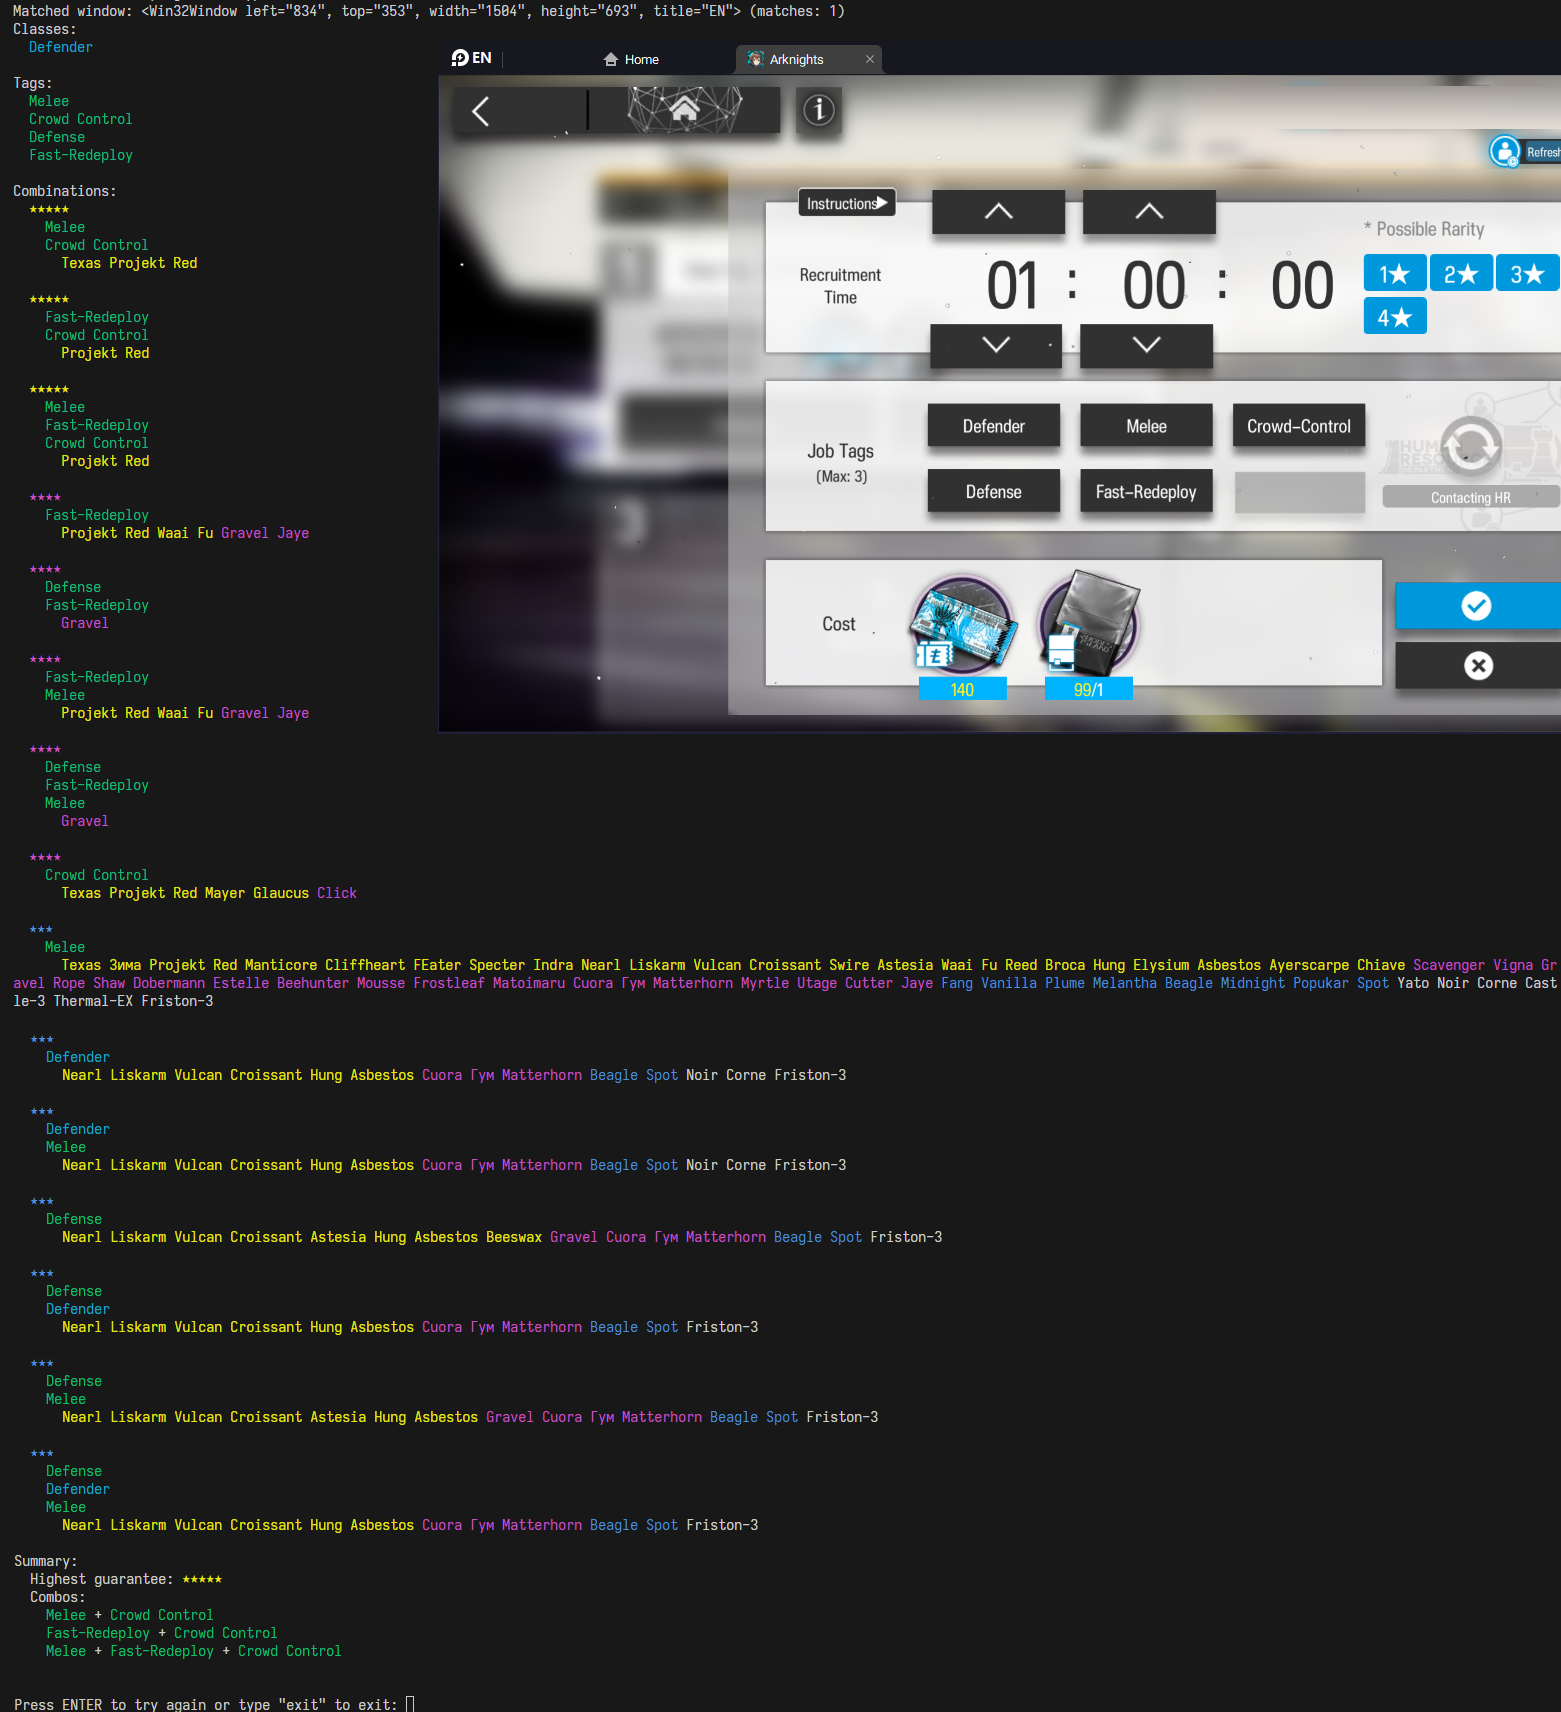 Matched window: <Win32Window left="834", top="353", width="1504", height="693", title="EN"> (matches: 1)
Classes:
Defender
Tags:
Melee
Crowd Control
Defense
Fast-Redeploy
Combinations:
★★★★★
Melee
Crowd Control
Texas Projekt Red
★★★★★
Fast-Redeploy
Crowd Control
Projekt Red
★★★★★
Melee
Fast-Redeploy
Crowd Control
Projekt Red
★★★★
Fast-Redeploy
Projekt Red Waai Fu Gravel Jaye
★★★★
Defense
Fast-Redeploy
Gravel
★★★★
Fast-Redeploy
Melee
Projekt Red Waai Fu Gravel Jaye
★★★★
Defense
Fast-Redeploy
Melee
Gravel
★★★★
Crowd Control
Texas Projekt Red Mayer Glaucus Click
★★★
Melee
Texas Зима Projekt Red Manticore Cliffheart FEater Specter Indra Nearl Liskarm Vulcan Croissant Swire Astesia Waai Fu Reed Broca Hung Elysium Asbestos Ayerscarpe Chiave Scavenger Vigna Gr
avel Rope Shaw Dobermann Estelle Beehunter Mousse Frostleaf Matoimaru Cuora Гум Matterhorn Myrtle Utage Cutter Jaye Fang Vanilla Plume Melantha Beagle Midnight Popukar Spot Yato Noir Corne Cast
le-3 Thermal-EX Friston-3
★★★
Defender
Nearl Liskarm Vulcan Croissant Hung Asbestos Cuora Гум Matterhorn Beagle Spot Noir Corne Friston-3
★★★
Defender
Melee
Nearl Liskarm Vulcan Croissant Hung Asbestos Cuora Гум Matterhorn Beagle Spot Noir Corne Friston-3
★★★
Defense
Nearl Liskarm Vulcan Croissant Astesia Hung Asbestos Beeswax Gravel Cuora Гум Matterhorn Beagle Spot Friston-3
★★★
Defense
Defender
Nearl Liskarm Vulcan Croissant Hung Asbestos Cuora Гум Matterhorn Beagle Spot Friston-3
★★★
Defense
Melee
Nearl Liskarm Vulcan Croissant Astesia Hung Asbestos Gravel Cuora Гум Matterhorn Beagle Spot Friston-3
★★★
Defense
Defender
Melee
Nearl Liskarm Vulcan Croissant Hung Asbestos Cuora Гум Matterhorn Beagle Spot Friston-3
Summary:
Highest guarantee: ★★★★★
Combos:
Melee + Crowd Control
Fast-Redeploy + Crowd Control
Melee + Fast-Redeploy + Crowd Control
Press ENTER to try again or type "exit" to exit:
EN
Home
Arknights
Refresh
Instructions
* Possible Rarity
Recruitment
Time
01 : 00 : 00
1★ 2★ 3★
4★
Job Tags
(Max: 3)
Defender Melee Crowd-Control
Defense Fast-Redeploy
Contacting HR
Cost
140
99/1